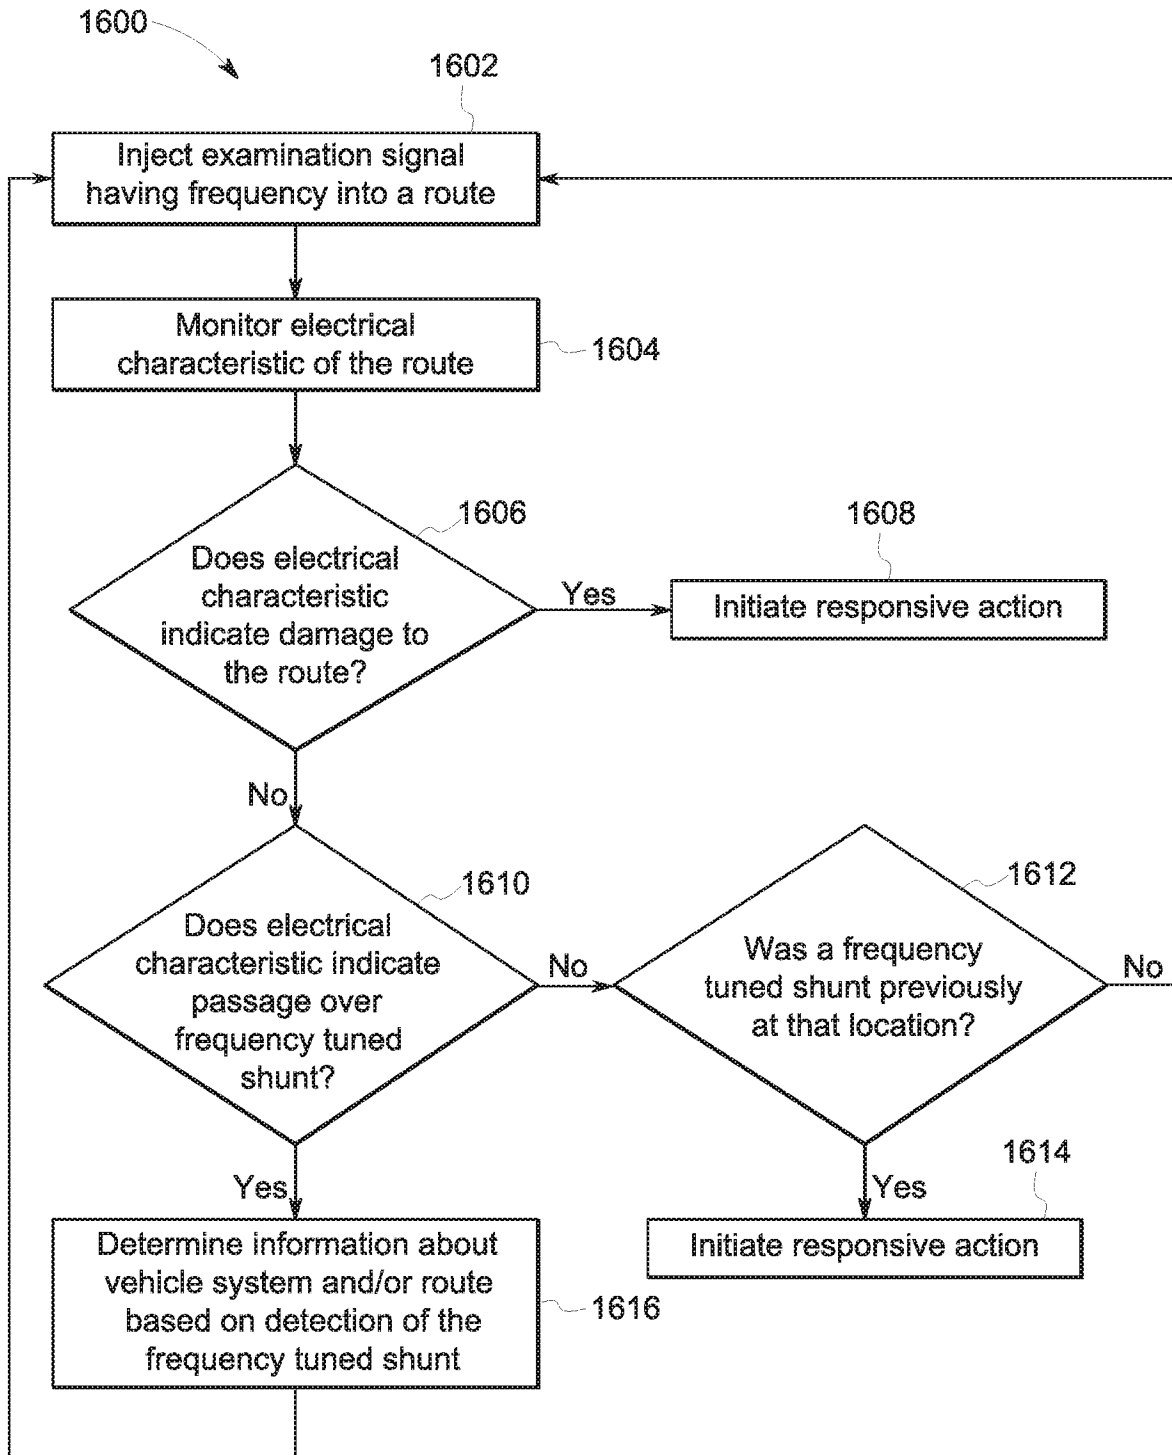 1600
1602
Inject examination signal
having frequency into a route
Monitor electrical
characteristic of the route
1604
1606
Does electrical
characteristic
indicate damage to
the route?
Yes
1608
Initiate responsive action
No
1610
Does electrical
characteristic indicate
passage over
frequency tuned
shunt?
No
1612
Was a frequency
tuned shunt previously
at that location?
No
Yes
Yes
1614
Initiate responsive action
Determine information about
vehicle system and/or route
based on detection of the
frequency tuned shunt
1616